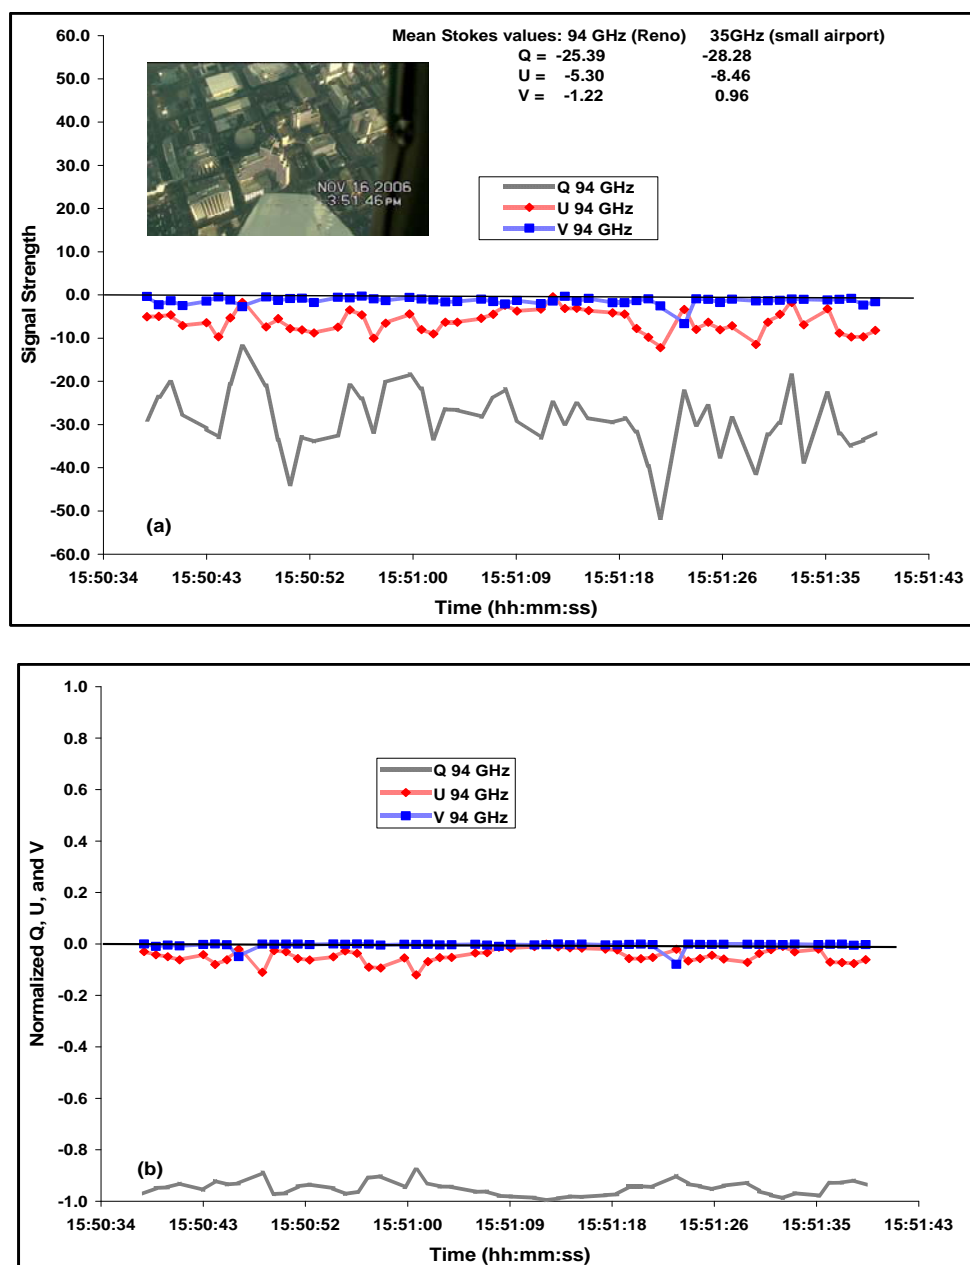 Mean Stokes values: 94 GHz (Reno) 35GHz (small airport)
Q = -25.39 -28.28
U = -5.30 -8.46
V = -1.22 0.96
60.0
50.0
40.0
30.0
20.0
10.0
0.0
-10.0
-20.0
-30.0
-40.0
-50.0
-60.0
Signal Strength
NOV 16 2006
3:51:46 PM
Q 94 GHz
U 94 GHz
V 94 GHz
(a)
15:50:34 15:50:43 15:50:52 15:51:00 15:51:09 15:51:18 15:51:26 15:51:35 15:51:43
Time (hh:mm:ss)
1.0
0.8
0.6
0.4
0.2
0.0
-0.2
-0.4
-0.6
-0.8
-1.0
Normalized Q, U, and V
Q 94 GHz
U 94 GHz
V 94 GHz
(b)
15:50:34 15:50:43 15:50:52 15:51:00 15:51:09 15:51:18 15:51:26 15:51:35 15:51:43
Time (hh:mm:ss)